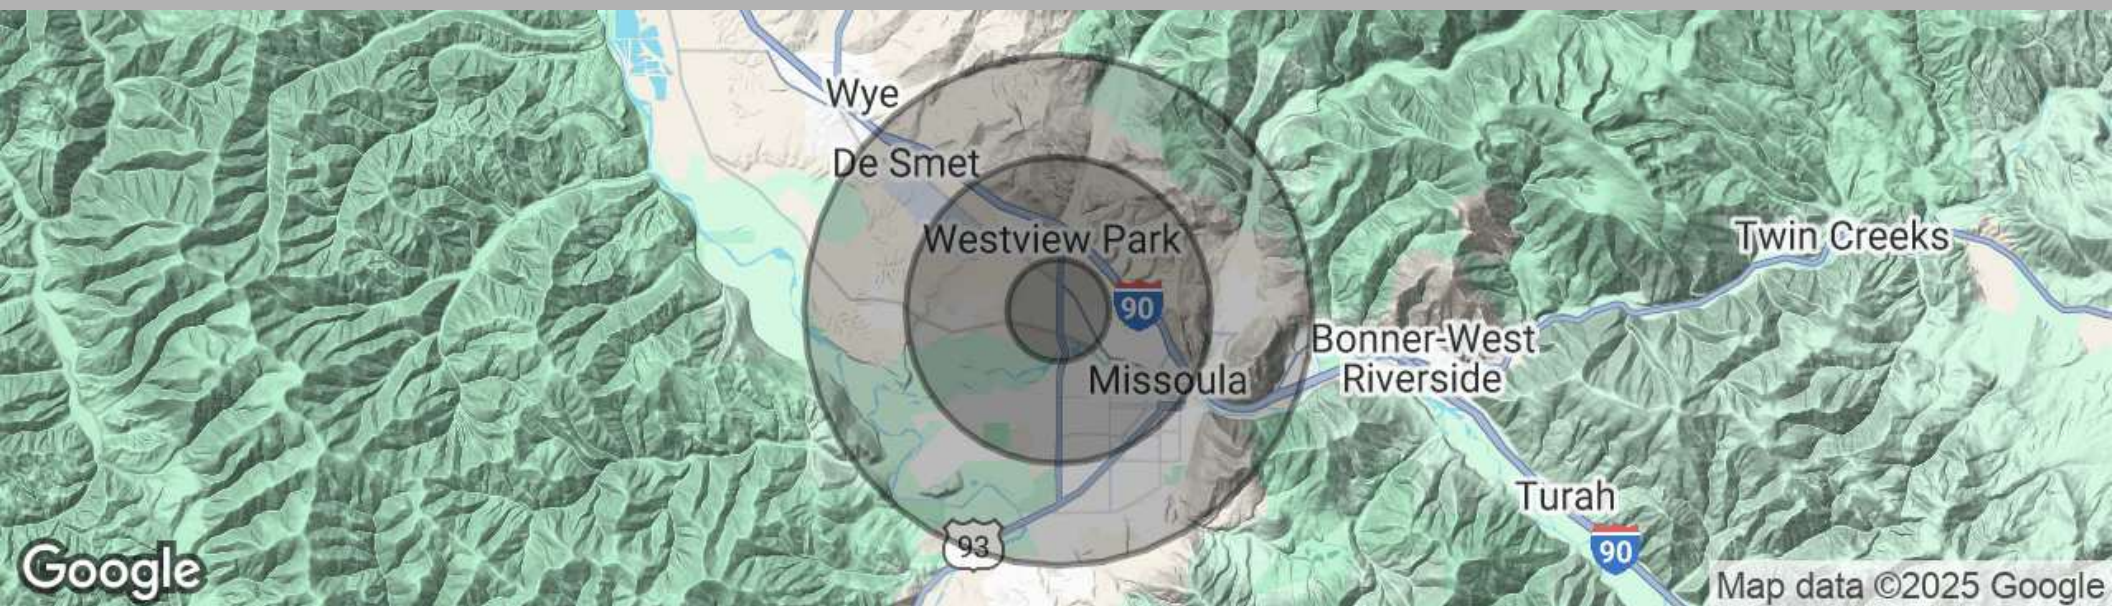 Wye
De Smet
Westview Park
Twin Creeks
90
Bonner-West
Riverside
Missoula
Turah
93
90
Google
Map data ©2025 Google